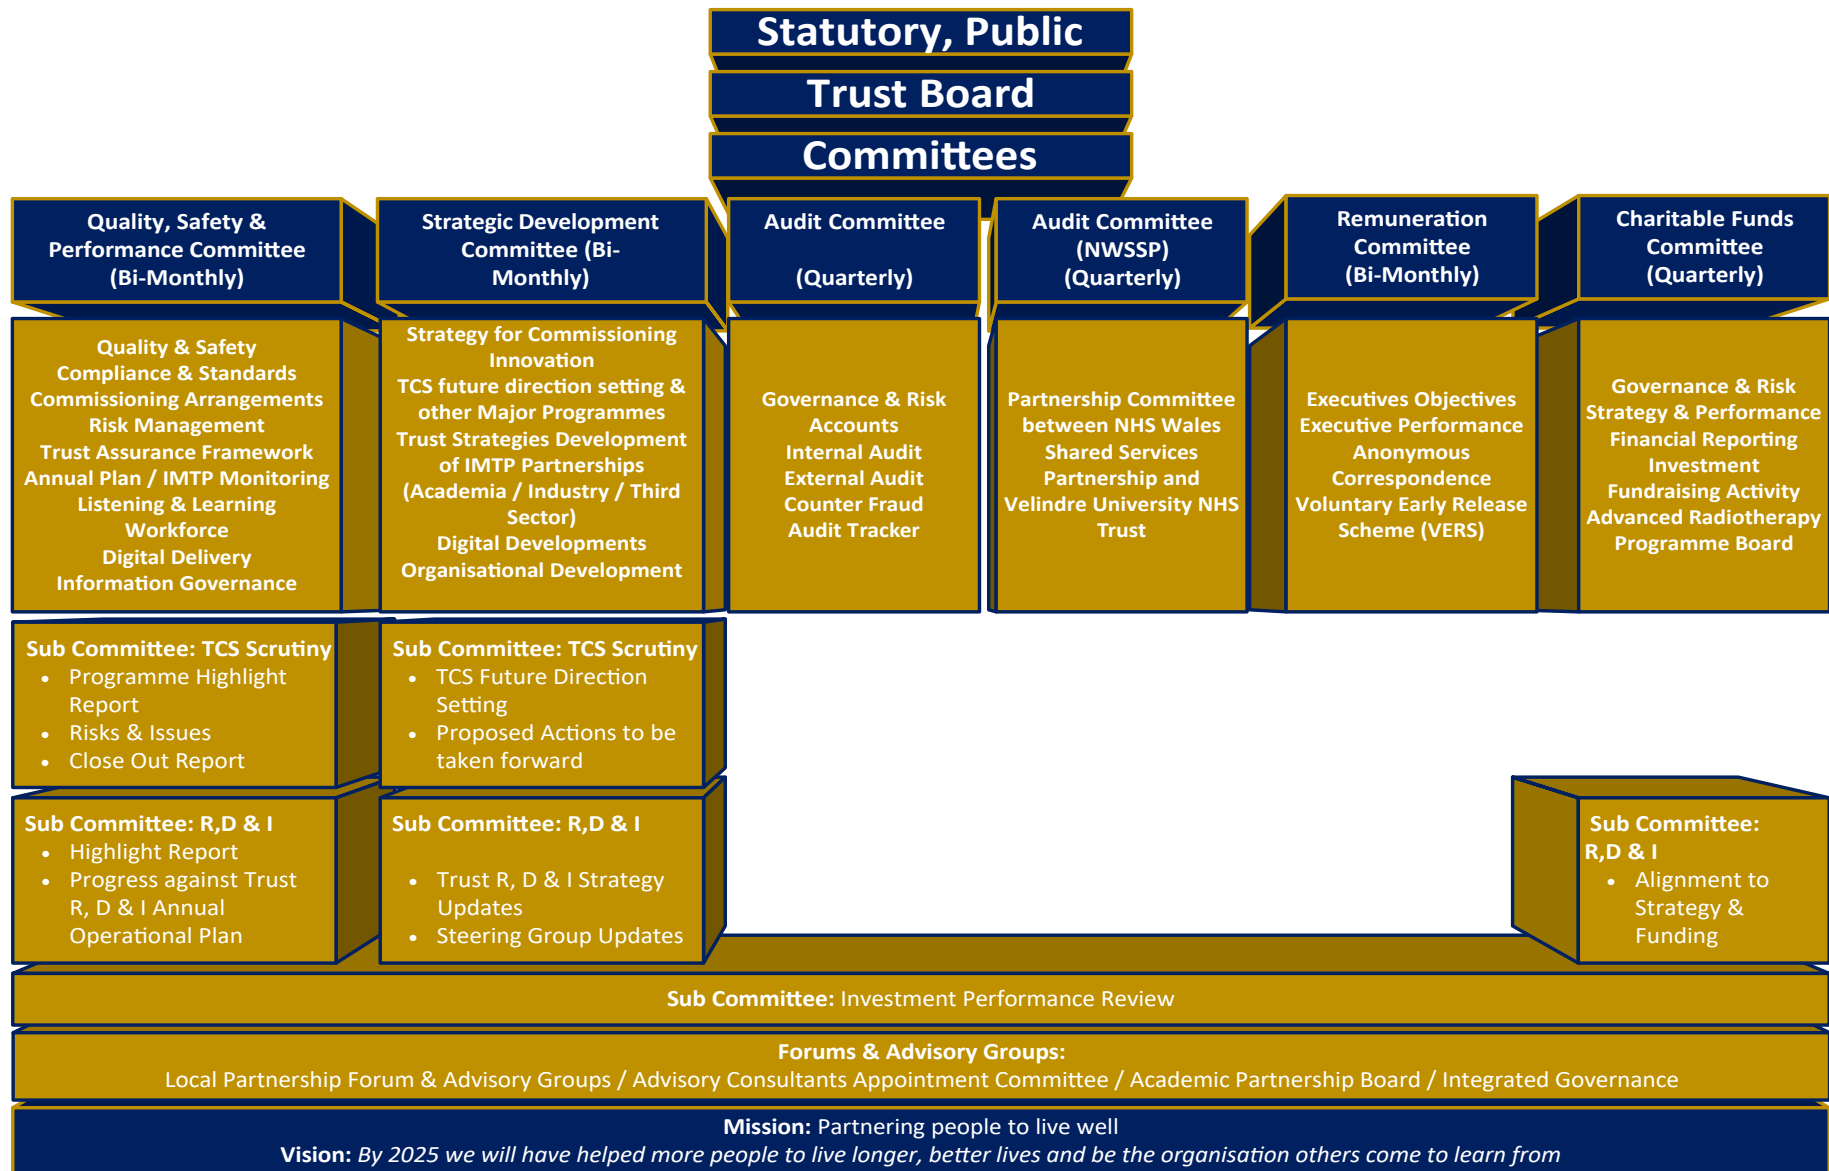 Statutory, Public
Trust Board
Committees
Quality, Safety &
Performance Committee
(Bi-Monthly)
Strategic Development
Committee (Bi-
Monthly)
Audit Committee
(Quarterly)
Audit Committee
(NWSSP)
(Quarterly)
Remuneration
Committee
(Bi-Monthly)
Charitable Funds
Committee
(Quarterly)
Quality & Safety
Compliance & Standards
Commissioning Arrangements
Risk Management
Trust Assurance Framework
Annual Plan / IMTP Monitoring
Listening & Learning
Workforce
Digital Delivery
Information Governance
Strategy for Commissioning
Innovation
TCS future direction setting &
other Major Programmes
Trust Strategies Development
of IMTP Partnerships
(Academia / Industry / Third
Sector)
Digital Developments
Organisational Development
Governance & Risk
Accounts
Internal Audit
External Audit
Counter Fraud
Audit Tracker
Partnership Committee
between NHS Wales
Shared Services
Partnership and
Velindre University NHS
Trust
Executives Objectives
Executive Performance
Anonymous
Correspondence
Voluntary Early Release
Scheme (VERS)
Governance & Risk
Strategy & Performance
Financial Reporting
Investment
Fundraising Activity
Advanced Radiotherapy
Programme Board
Sub Committee: TCS Scrutiny
• Programme Highlight
Report
• Risks & Issues
• Close Out Report
Sub Committee: TCS Scrutiny
• TCS Future Direction
Setting
• Proposed Actions to be
taken forward
Sub Committee: R,D & I
• Highlight Report
• Progress against Trust
R, D & I Annual
Operational Plan
Sub Committee: R,D & I
• Trust R, D & I Strategy
Updates
• Steering Group Updates
Sub Committee:
R,D & I
• Alignment to
Strategy &
Funding
Sub Committee: Investment Performance Review
Forums & Advisory Groups:
Local Partnership Forum & Advisory Groups / Advisory Consultants Appointment Committee / Academic Partnership Board / Integrated Governance
Mission: Partnering people to live well
Vision: By 2025 we will have helped more people to live longer, better lives and be the organisation others come to learn from